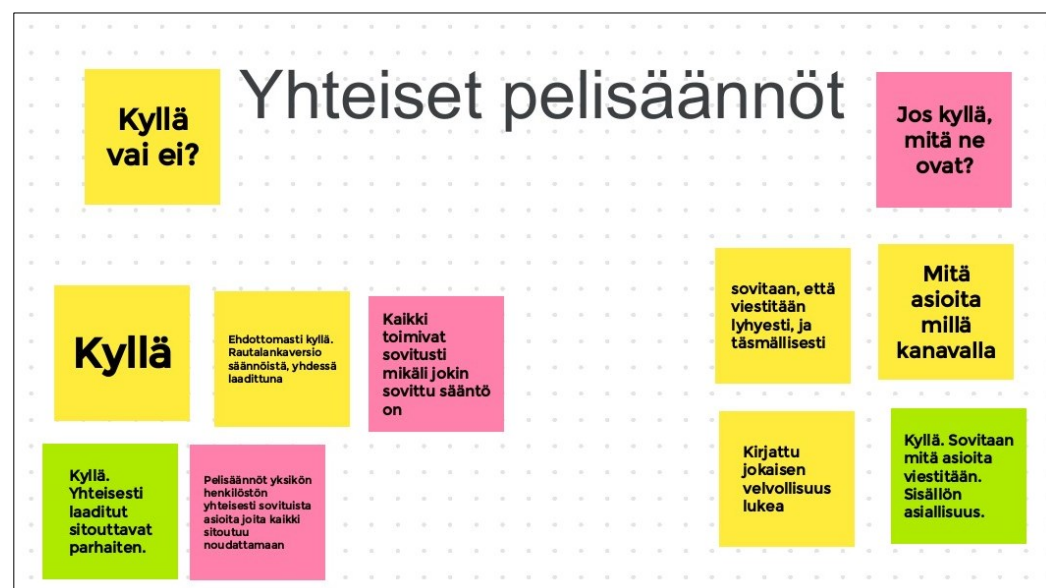 Yhteiset pelisäännöt
Kyllä
vai ei?
Jos kyllä,
mitä ne
ovat?
Kyllä
Ehdottomasti kyllä.
Rautalankaversio
säännöistä, yhdessä
laadittuna
Kaikki
toimivat
sovitusti
mikäli jokin
sovittu sääntö
on
Kyllä.
Yhteisesti
laaditut
sitouttavat
parhaiten.
Pelisäännöt yksikön
henkilöstön
yhteisesti sovituista
asioita joita kaikki
sitoutuu
noudattamaan
sovitaan, että
viestitään
lyhyesti, ja
täsmällisesti
Mitä
asioita
millä
kanavalla
Kirjattu
jokaisen
velvollisuus
lukea
Kyllä. Sovitaan
mitä asioita
viestitään.
Sisällön
asiallisuus.